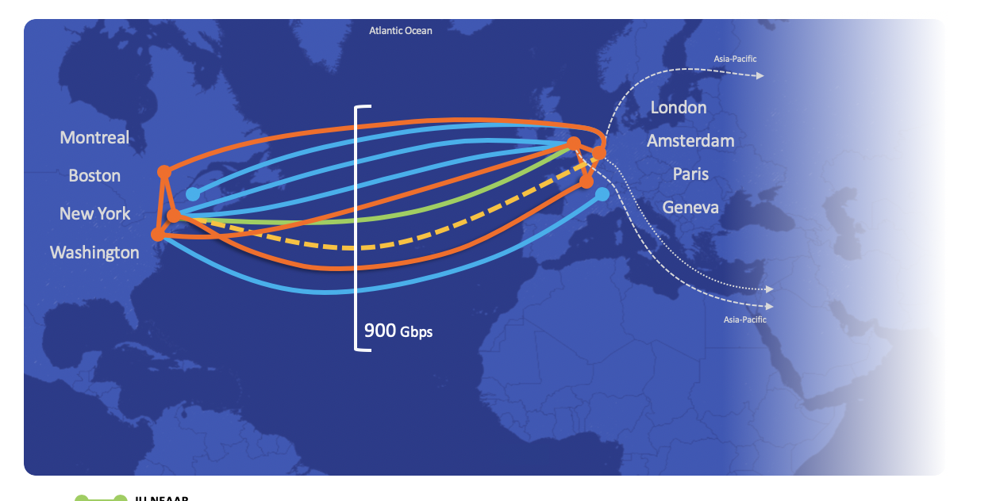 Atlantic Ocean
Asia-Pacific
London
Montreal
Amsterdam
Boston
Paris
New York
Geneva
Washington
Asia-Pacific
900 Gbps